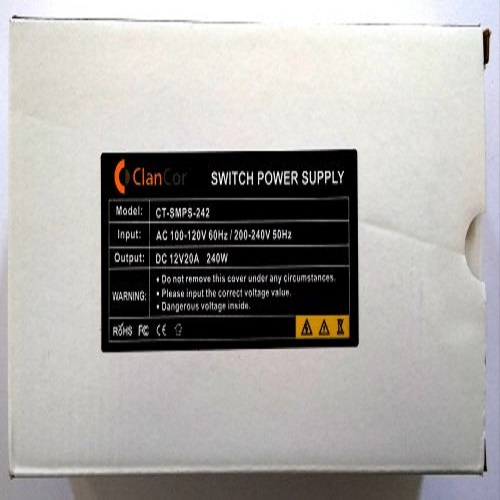 ClanCor SWITCH POWER SUPPLY
Model: CT-SMPS-242
Input: AC 100-120V 60Hz / 200-240V 50Hz
Output: DC 12V20A 240W
WARNING: • Do not remove this cover under any circumstances.
• Please input the correct voltage value.
• Dangerous voltage inside.
RoHS FC CE